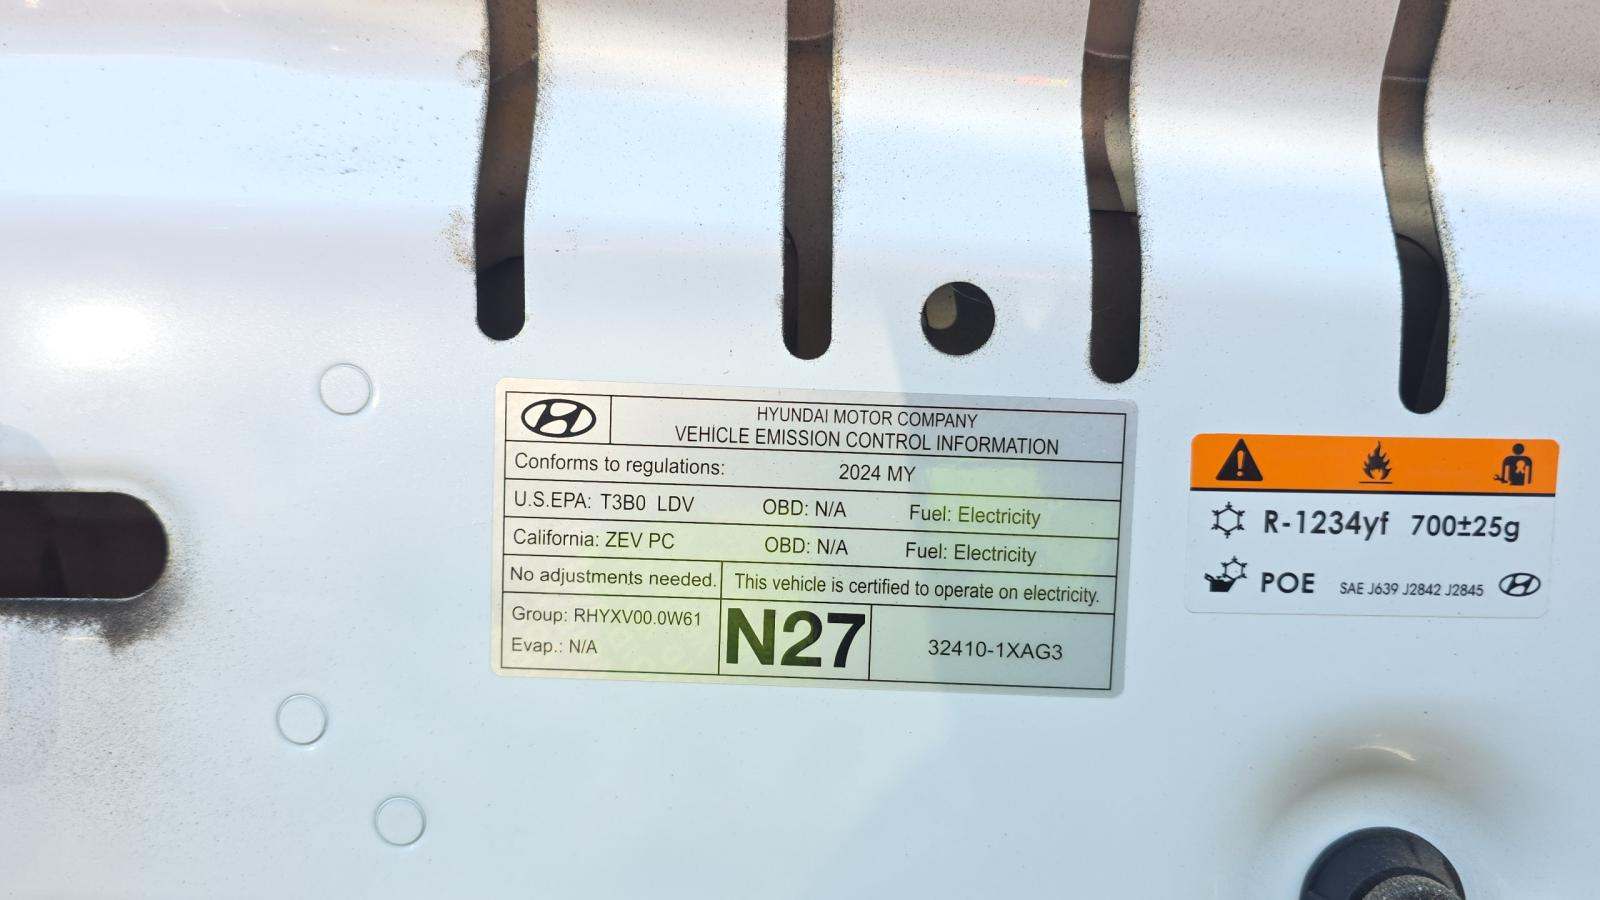 HYUNDAI MOTOR COMPANY
VEHICLE EMISSION CONTROL INFORMATION
Conforms to regulations: 2024 MY
U.S.EPA: T3B0 LDV OBD: N/A Fuel: Electricity
California: ZEV PC OBD: N/A Fuel: Electricity
No adjustments needed. This vehicle is certified to operate on electricity.
Group: RHYXV00.0W61
Evap.: N/A
N27
32410-1XAG3
R-1234yf 700±25g
POE SAE J639 J2842 J2845